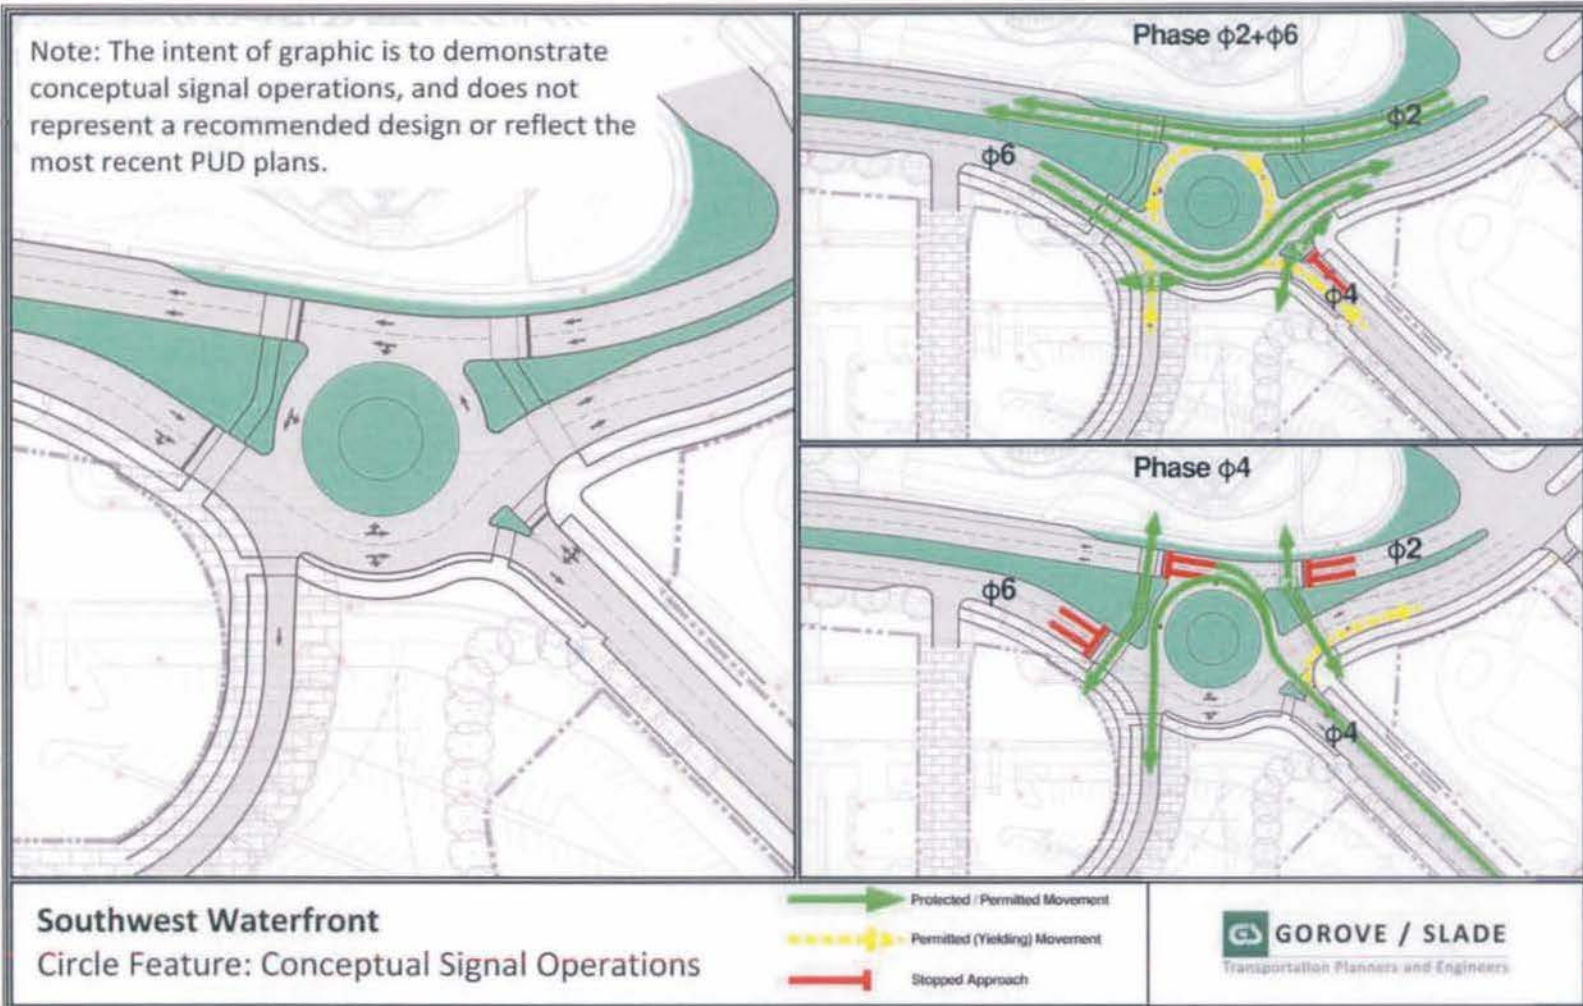 Note: The intent of graphic is to demonstrate
conceptual signal operations, and does not
represent a recommended design or reflect the
most recent PUD plans.
Phase ϕ2+ϕ6
ϕ2
ϕ6
ϕ4
Phase ϕ4
ϕ2
ϕ6
ϕ4
Southwest Waterfront
Circle Feature: Conceptual Signal Operations
Protected / Permitted Movement
Permitted (Yielding) Movement
Stopped Approach
GS GOROVE / SLADE
Transportation Planners and Engineers